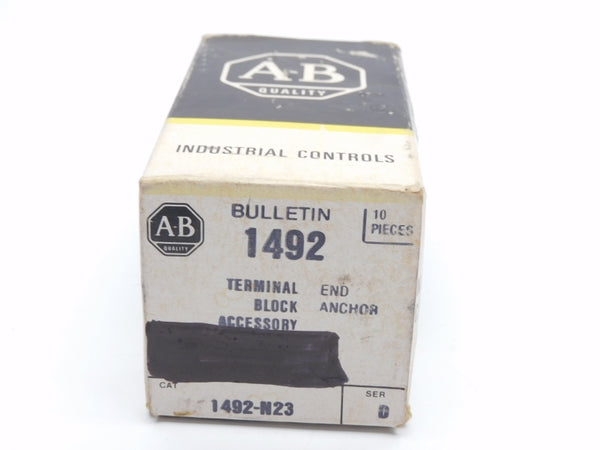 A-B
QUALITY
INDUSTRIAL CONTROLS
A-B
QUALITY
BULLETIN
1492
10
PIECES
TERMINAL
BLOCK
ACCESSORY
END
ANCHOR
CAT
1492-N23
SER
D